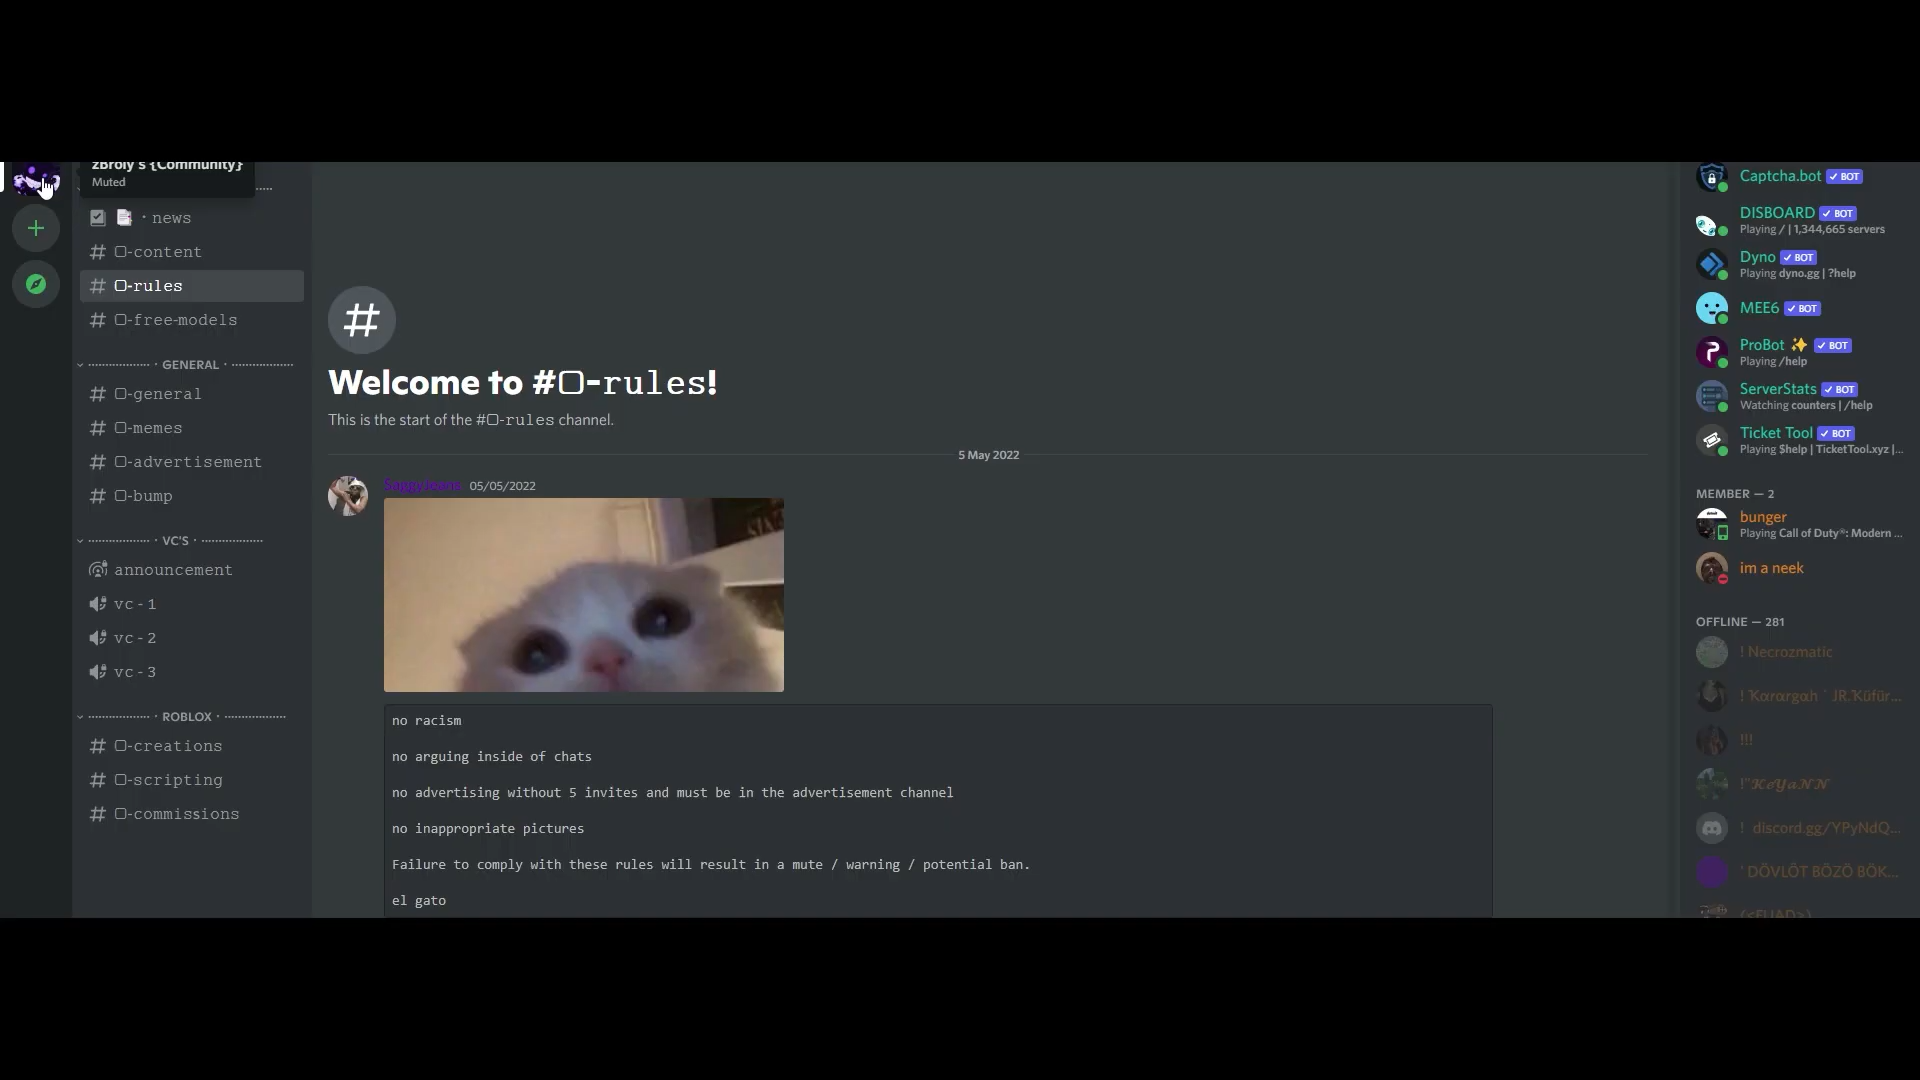 zBroly's {Community}
Muted
· news
▢-content
▢-rules
▢-free-models
· GENERAL ·
▢-general
▢-memes
▢-advertisement
▢-bump
· VC'S ·
announcement
vc - 1
vc - 2
vc - 3
· ROBLOX ·
▢-creations
▢-scripting
▢-commissions
Welcome to #▢-rules!
This is the start of the #▢-rules channel.
5 May 2022
SaggyJeans 05/05/2022
no racism
no arguing inside of chats
no advertising without 5 invites and must be in the advertisement channel
no inappropriate pictures
Failure to comply with these rules will result in a mute / warning / potential ban.
el gato
Captcha.bot ✓ BOT
DISBOARD ✓ BOT
Playing / | 1,344,665 servers
Dyno ✓ BOT
Playing dyno.gg | ?help
MEE6 ✓ BOT
ProBot ✨ ✓ BOT
Playing /help
ServerStats ✓ BOT
Watching counters | /help
Ticket Tool ✓ BOT
Playing $help | TicketTool.xyz |...
MEMBER — 2
bunger
Playing Call of Duty®: Modern ...
im a neek
OFFLINE — 281
! Necrozmatic
!!!
! discord.gg/YPyNdQ...